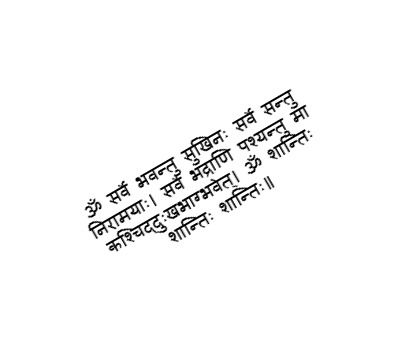 ॐ सर्वे भवन्तु सुखिनः सर्वे सन्तु
निरामयाः। सर्वे भद्राणि पश्यन्तु मा
कश्चिद्दुःखभाग्भवेत्। ॐ शान्तिः
शान्तिः शान्तिः॥